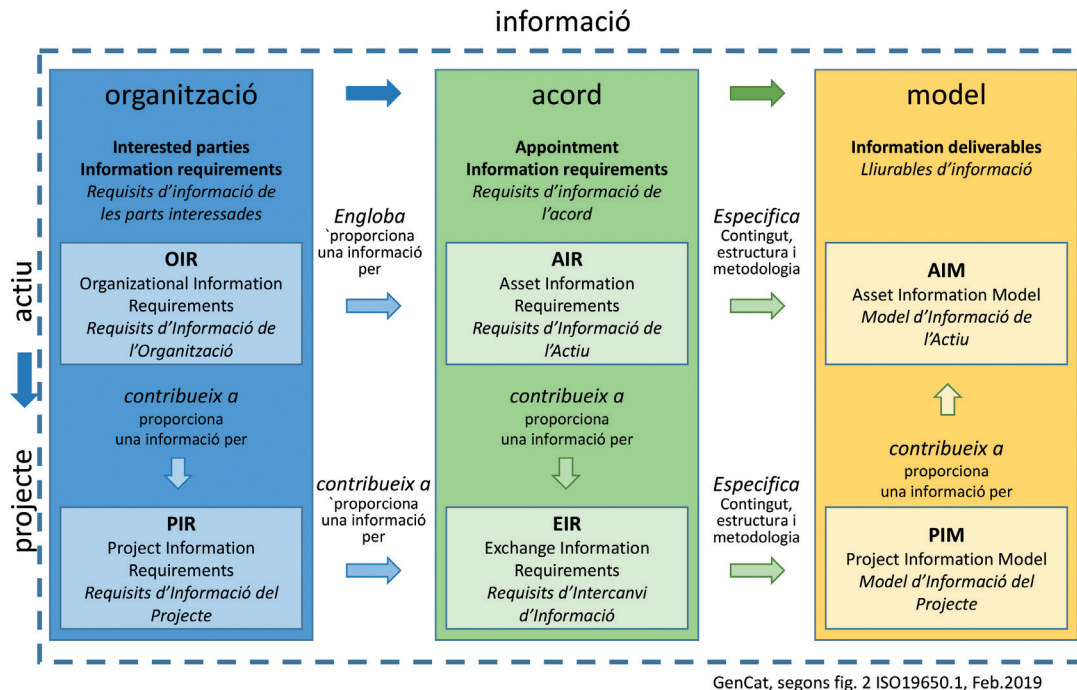 informació
organització
Interested parties
Information requirements
Requisits d’informació de
les parts interessades
OIR
Organizational Information
Requirements
Requisits d’Informació de
l’Organització
contribueix a
proporciona
una informació per
PIR
Project Information
Requirements
Requisits d’Informació del
Projecte
Engloba
`proporciona
una informació
per
contribueix a
`proporciona
una informació
per
acord
Appointment
Information requirements
Requisits d’informació de
l’acord
AIR
Asset Information
Requirements
Requisits d’Informació de
l’Actiu
contribueix a
proporciona
una informació per
EIR
Exchange Information
Requirements
Requisits d’Intercanvi
d’Informació
Especifica
Contingut,
estructura i
metodologia
Especifica
Contingut,
estructura i
metodologia
model
Information deliverables
Lliurables d’informació
AIM
Asset Information Model
Model d’Informació de
l’Actiu
contribueix a
proporciona
una informació per
PIM
Project Information Model
Model d’Informació del
Projecte
actiu
projecte
GenCat, segons fig. 2 ISO19650.1, Feb.2019